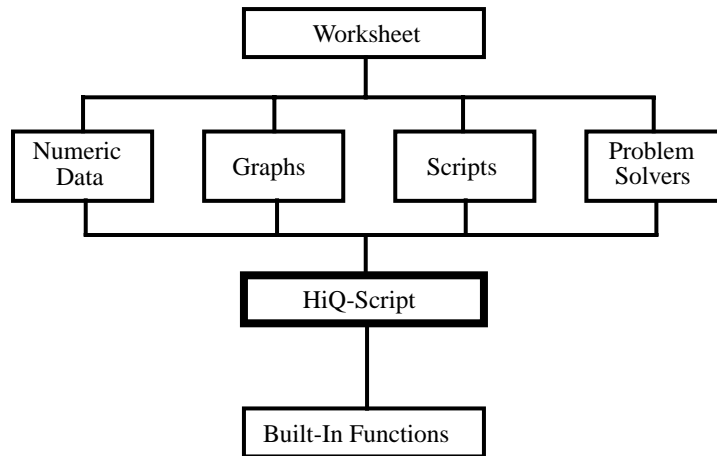 Worksheet
Numeric
Data
Graphs
Scripts
Problem
Solvers
HiQ-Script
Built-In Functions